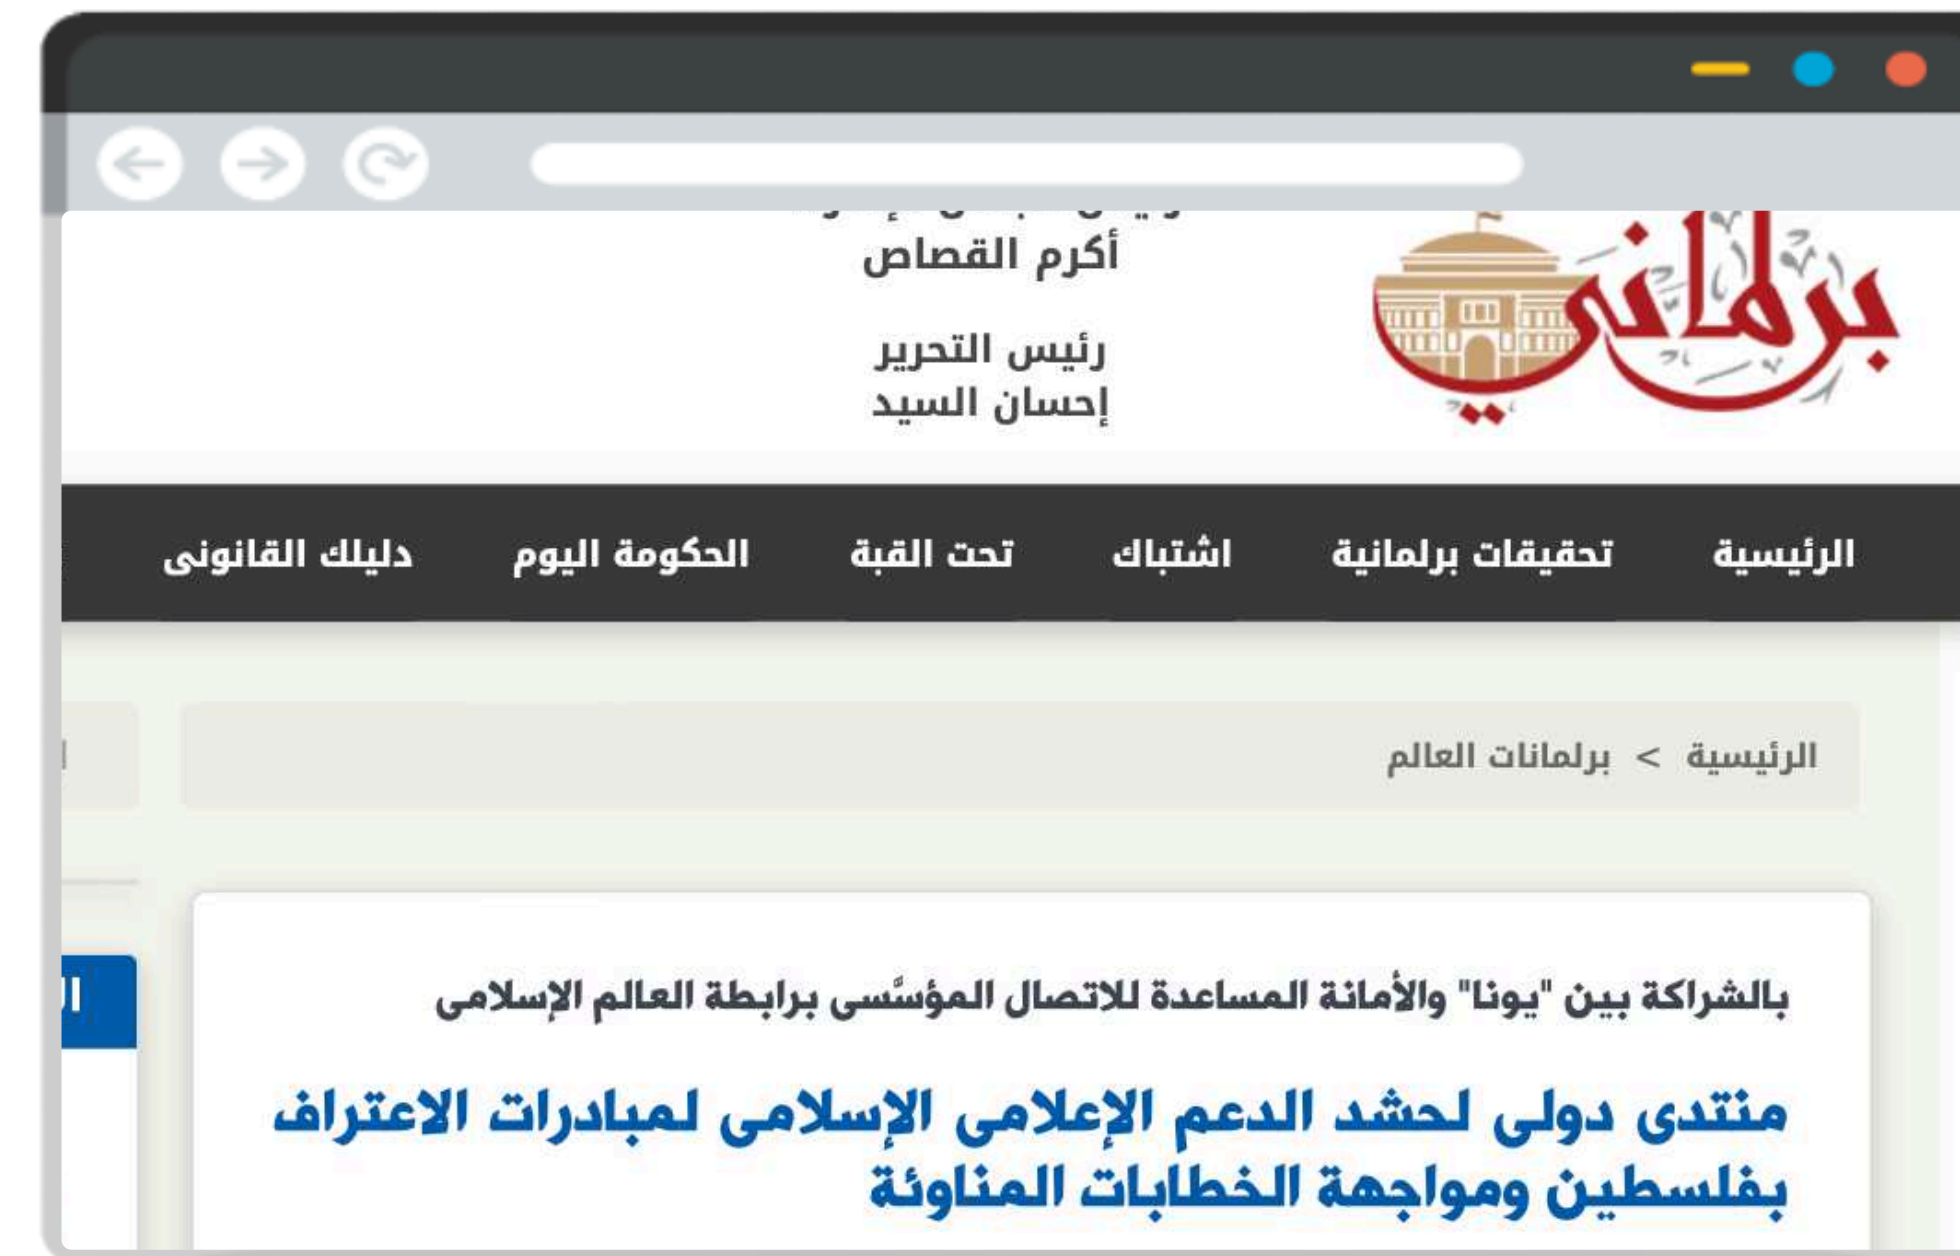 برلماني
أكرم القصاص
رئيس التحرير
إحسان السيد
الرئيسية تحقيقات برلمانية اشتباك تحت القبة الحكومة اليوم دليلك القانونى
الرئيسية > برلمانات العالم
بالشراكة بين "يونا" والأمانة المساعدة للاتصال المؤسَّسى برابطة العالم الإسلامى
منتدى دولى لحشد الدعم الإعلامى الإسلامى لمبادرات الاعتراف
بفلسطين ومواجهة الخطابات المناوئة